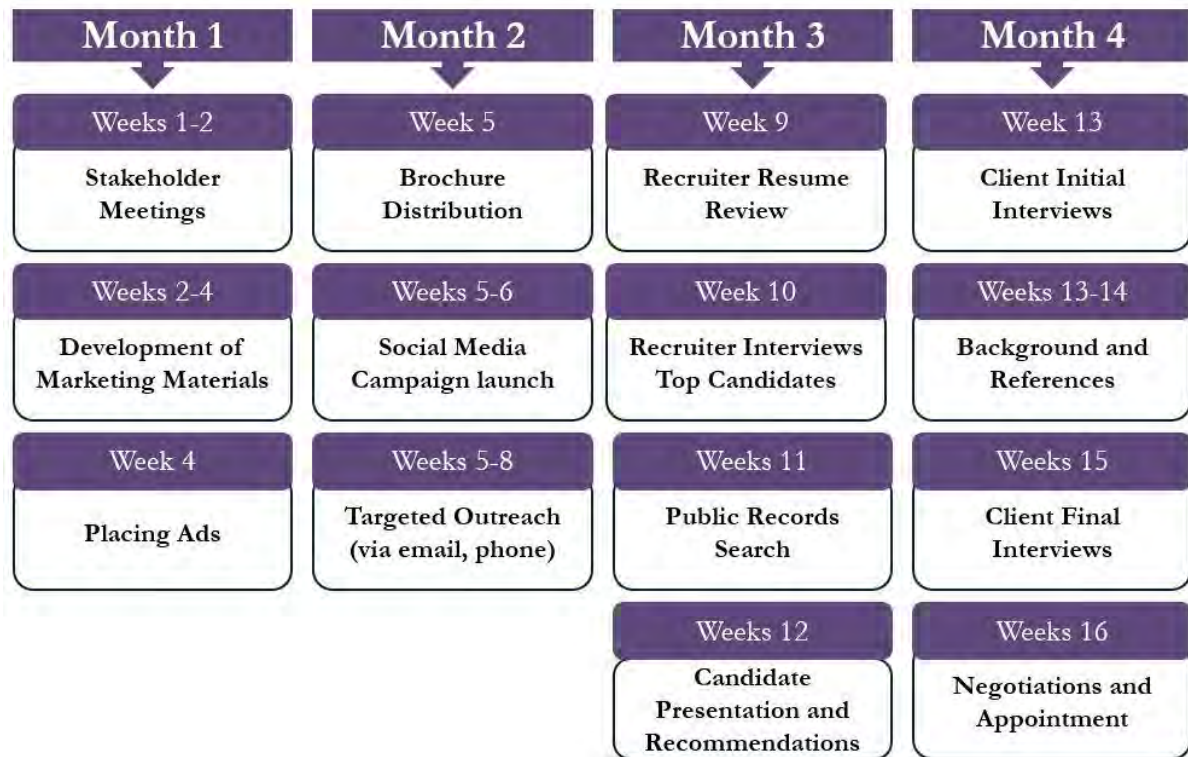 Month 1
Weeks 1-2
Stakeholder
Meetings
Weeks 2-4
Development of
Marketing Materials
Week 4
Placing Ads
Month 2
Week 5
Brochure
Distribution
Weeks 5-6
Social Media
Campaign launch
Weeks 5-8
Targeted Outreach
(via email, phone)
Month 3
Week 9
Recruiter Resume
Review
Week 10
Recruiter Interviews
Top Candidates
Weeks 11
Public Records
Search
Weeks 12
Candidate
Presentation and
Recommendations
Month 4
Week 13
Client Initial
Interviews
Weeks 13-14
Background and
References
Weeks 15
Client Final
Interviews
Weeks 16
Negotiations and
Appointment